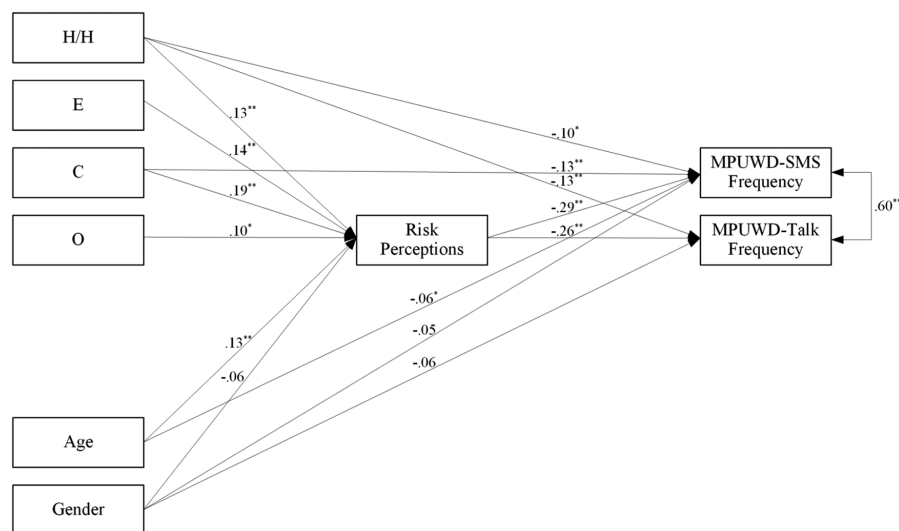 H/H
E
C
O
Age
Gender
Risk
Perceptions
MPUWD-SMS
Frequency
MPUWD-Talk
Frequency
.13**
.14**
.19**
.10*
.13**
-.06
-.10*
-.13**
-.13**
-.29**
-.26**
-.06*
-.05
-.06
.60**